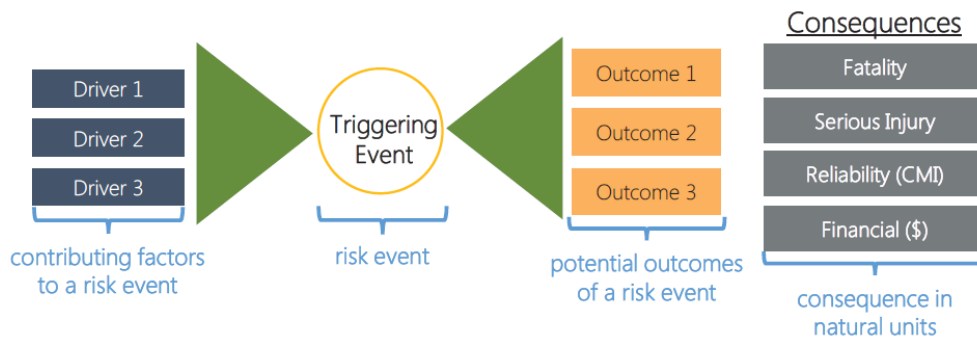 Consequences
Driver 1
Driver 2
Driver 3
contributing factors
to a risk event
Triggering
Event
risk event
Outcome 1
Outcome 2
Outcome 3
potential outcomes
of a risk event
Fatality
Serious Injury
Reliability (CMI)
Financial ($)
consequence in
natural units